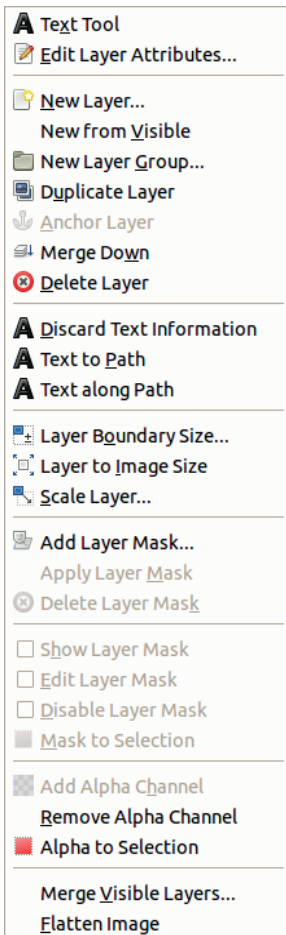 Text Tool
Edit Layer Attributes...
New Layer...
New from Visible
New Layer Group...
Duplicate Layer
Anchor Layer
Merge Down
Delete Layer
Discard Text Information
Text to Path
Text along Path
Layer Boundary Size...
Layer to Image Size
Scale Layer...
Add Layer Mask...
Apply Layer Mask
Delete Layer Mask
Show Layer Mask
Edit Layer Mask
Disable Layer Mask
Mask to Selection
Add Alpha Channel
Remove Alpha Channel
Alpha to Selection
Merge Visible Layers...
Flatten Image